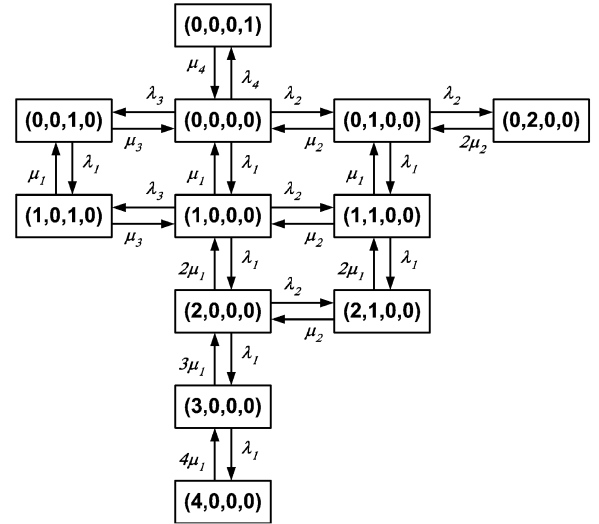 (0,0,0,1)
μ4 λ4
λ3 λ2 λ2
(0,0,1,0) (0,0,0,0) (0,1,0,0) (0,2,0,0)
μ3 μ2 2μ2
μ1 λ1 μ1 λ1 μ1 λ1
λ3 λ2
(1,0,1,0) (1,0,0,0) (1,1,0,0)
μ3 μ2
2μ1 λ1 2μ1 λ1
λ2
(2,0,0,0) (2,1,0,0)
μ2
3μ1 λ1
(3,0,0,0)
4μ1 λ1
(4,0,0,0)